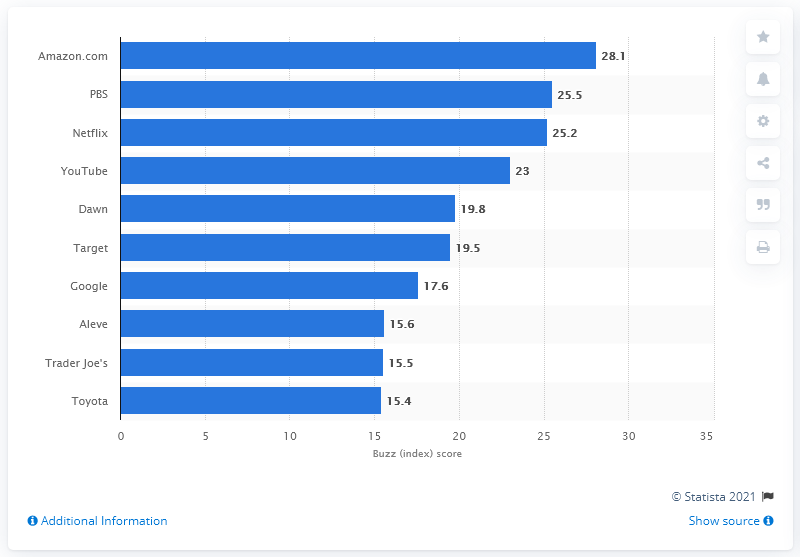 Amazon.com 28.1
PBS 25.5
Netflix 25.2
YouTube 23
Dawn 19.8
Target 19.5
Google 17.6
Aleve 15.6
Trader Joe's 15.5
Toyota 15.4
0 5 10 15 20 25 30 35
Buzz (index) score
© Statista 2021
Additional Information Show source